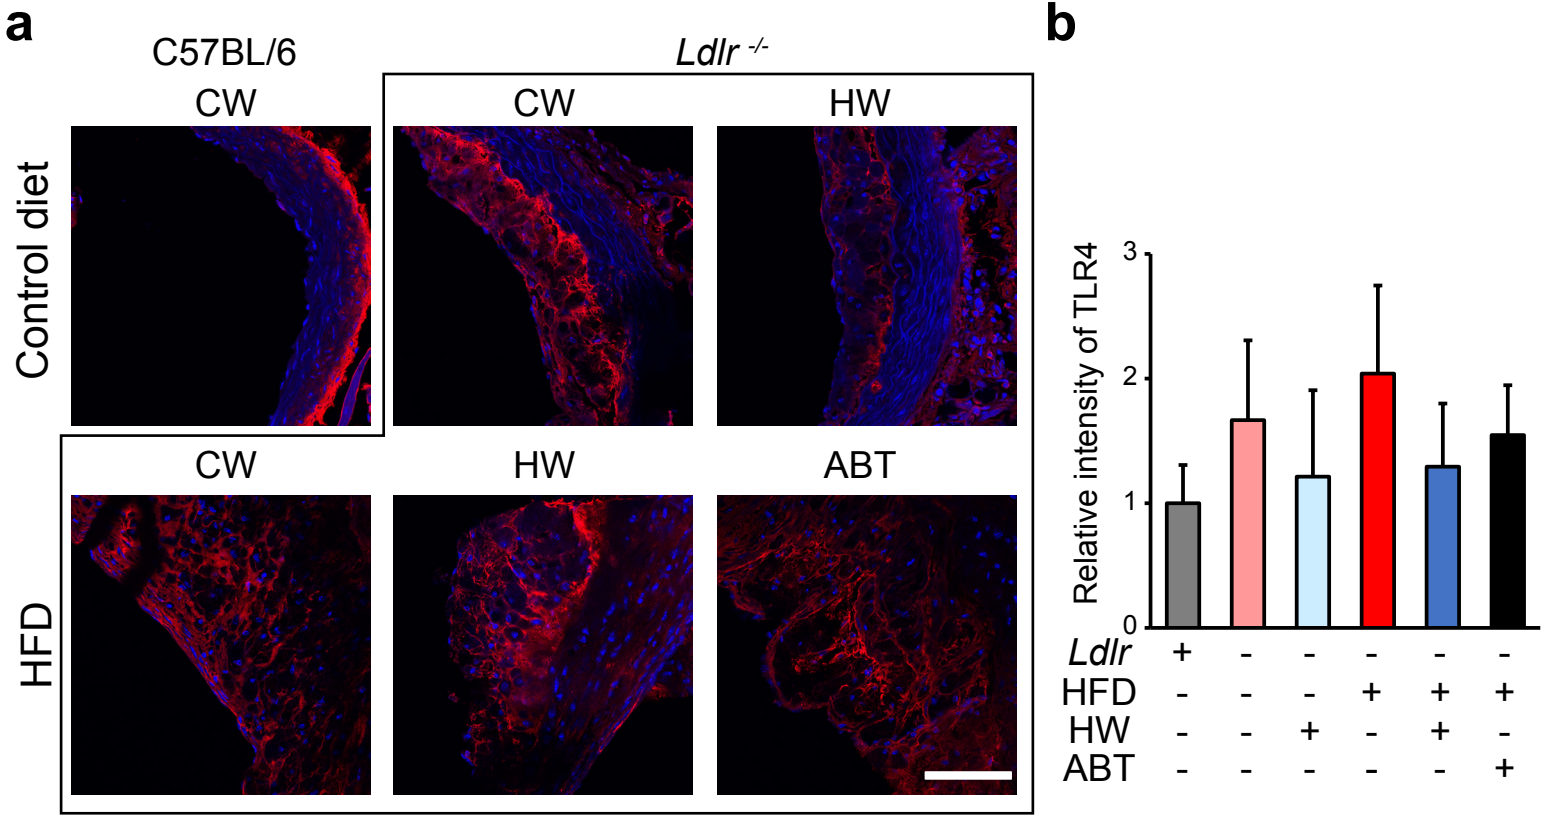 a
C57BL/6
Ldlr -/-
CW
CW
HW
Control diet
CW
HW
ABT
HFD
b
Relative intensity of TLR4
3
2
1
0
Ldlr + - - - - -
HFD - - - + + +
HW - - + - + -
ABT - - - - - +